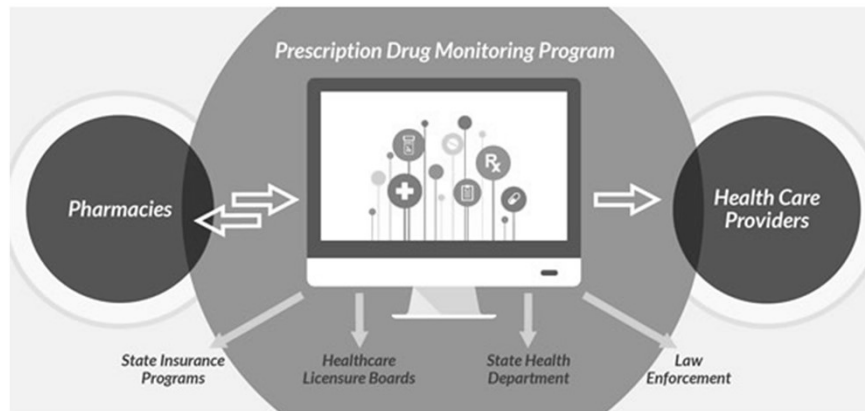 Prescription Drug Monitoring Program
Rx
Pharmacies
Health Care
Providers
State Insurance
Programs
Healthcare
Licensure Boards
State Health
Department
Law
Enforcement